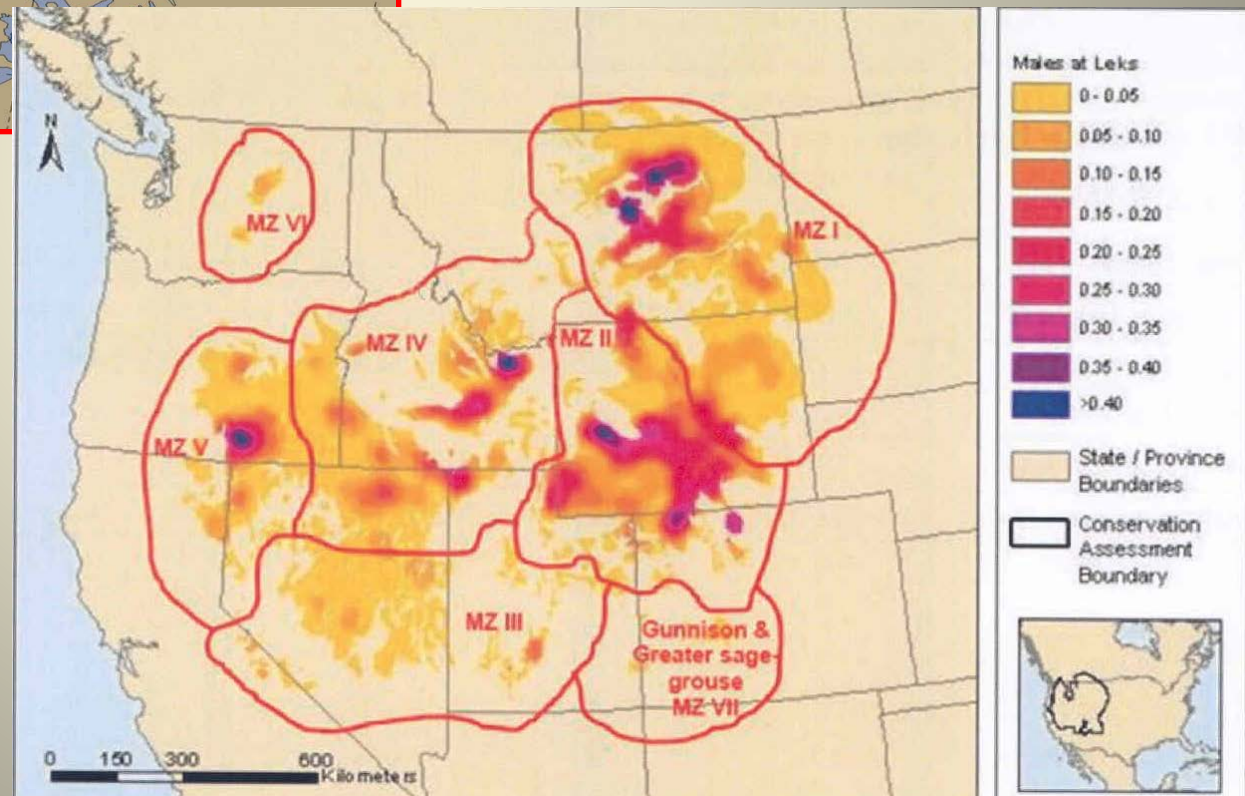 N
MZ VI
MZ I
MZ IV
MZ II
MZ V
MZ III
Gunnison &
Greater sage-
grouse
MZ VII
0 150 300 600
Kilometers
Males at Leks
0 - 0.05
0.05 - 0.10
0.10 - 0.15
0.15 - 0.20
0.20 - 0.25
0.25 - 0.30
0.30 - 0.35
0.35 - 0.40
>0.40
State / Province
Boundaries
Conservation
Assessment
Boundary